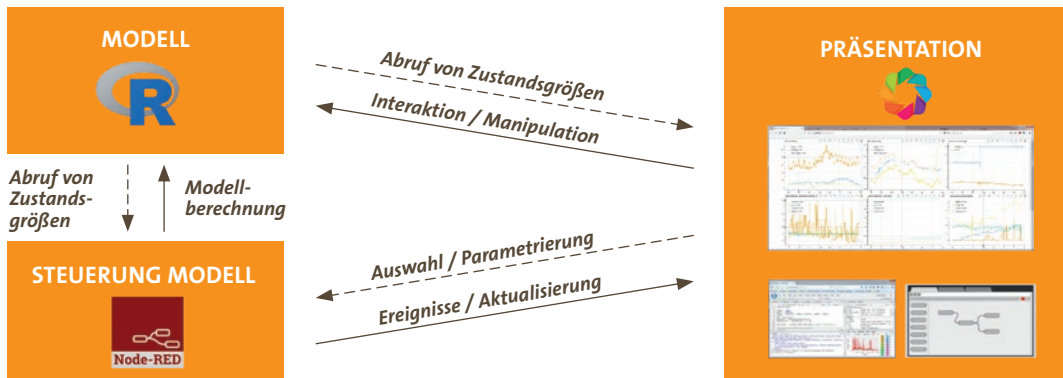 MODELL
R
Abruf von Zustandsgrößen
Interaktion / Manipulation
PRÄSENTATION
Abruf von
Zustands-
größen
Modell-
berechnung
STEUERUNG MODELL
Node-RED
Auswahl / Parametrierung
Ereignisse / Aktualisierung